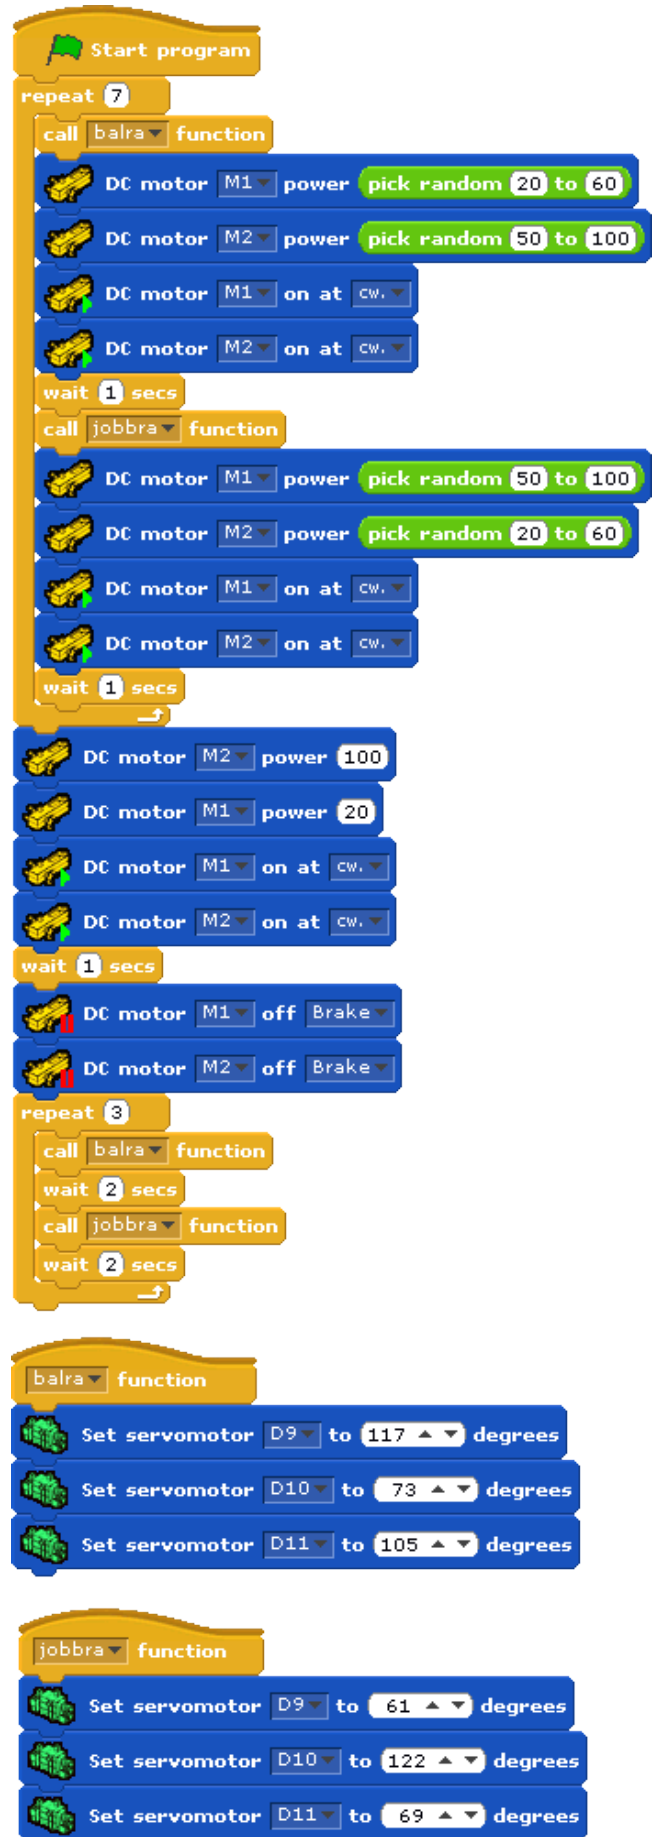 Start program
repeat 7
call balra function
DC motor M1 power pick random 20 to 60
DC motor M2 power pick random 50 to 100
DC motor M1 on at cw.
DC motor M2 on at cw.
wait 1 secs
call jobbra function
DC motor M1 power pick random 50 to 100
DC motor M2 power pick random 20 to 60
DC motor M1 on at cw.
DC motor M2 on at cw.
wait 1 secs
DC motor M2 power 100
DC motor M1 power 20
DC motor M1 on at cw.
DC motor M2 on at cw.
wait 1 secs
DC motor M1 off Brake
DC motor M2 off Brake
repeat 3
call balra function
wait 2 secs
call jobbra function
wait 2 secs
balra function
Set servomotor D9 to 117 degrees
Set servomotor D10 to 73 degrees
Set servomotor D11 to 105 degrees
jobbra function
Set servomotor D9 to 61 degrees
Set servomotor D10 to 122 degrees
Set servomotor D11 to 69 degrees